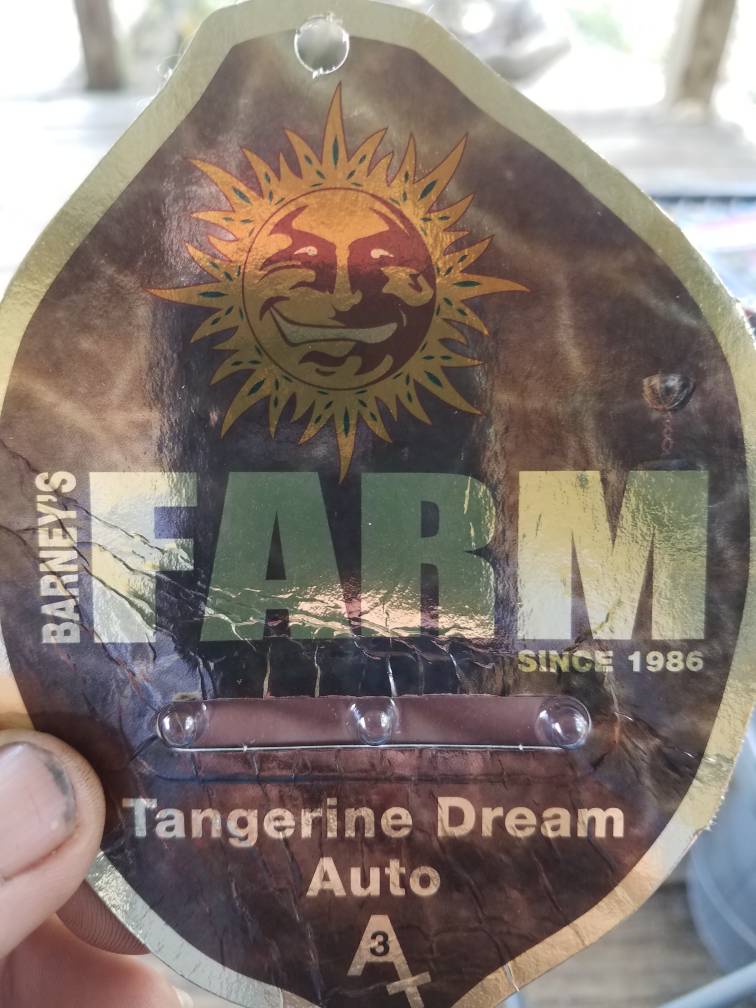 BARNEY'S
FARM
SINCE 1986
Tangerine Dream
Auto
A
3
T